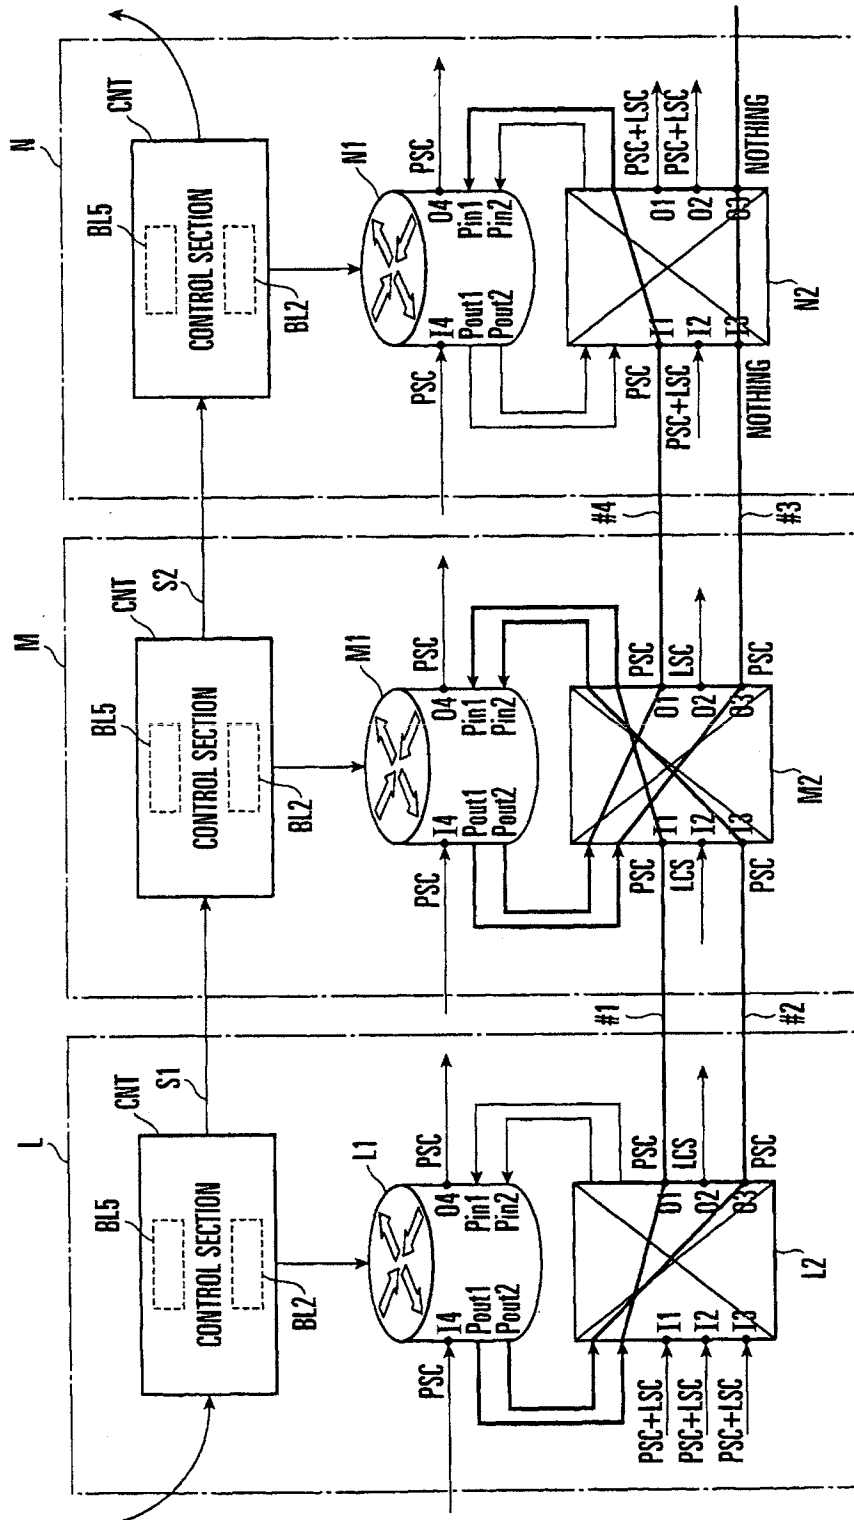 L
CNT
S1
BL5
CONTROL SECTION
BL2
L1
PSC
I4
O4
PSC
Pout1
Pin1
Pout2
Pin2
PSC+LSC
I1
O1
PSC
PSC+LSC
I2
O2
LCS
PSC+LSC
I3
O3
PSC
L2
#1
#2
M
CNT
S2
BL5
CONTROL SECTION
BL2
M1
PSC
I4
O4
PSC
Pout1
Pin1
Pout2
Pin2
PSC
I1
O1
PSC
LCS
I2
O2
LSC
PSC
I3
O3
PSC
M2
#4
#3
N
CNT
BL5
CONTROL SECTION
BL2
N1
PSC
I4
O4
PSC
Pout1
Pin1
Pout2
Pin2
PSC
I1
O1
PSC+LSC
PSC+LSC
I2
O2
PSC+LSC
NOTHING
I3
O3
NOTHING
N2